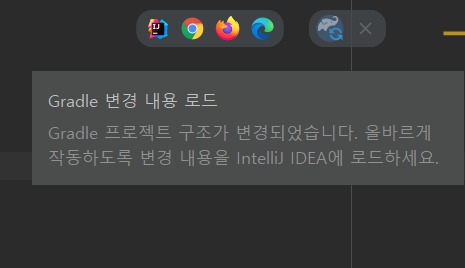 Gradle 변경 내용 로드
Gradle 프로젝트 구조가 변경되었습니다. 올바르게
작동하도록 변경 내용을 IntelliJ IDEA에 로드하세요.